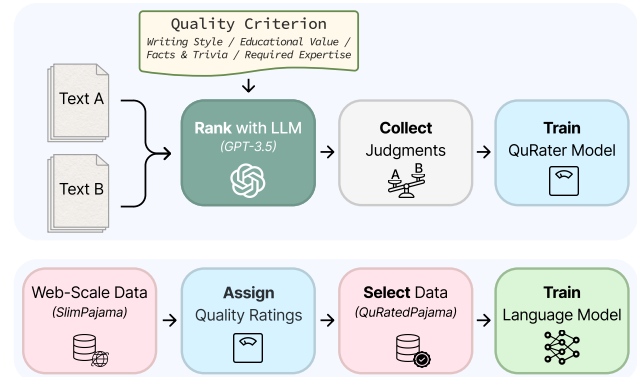 Quality Criterion
Writing Style / Educational Value /
Facts & Trivia / Required Expertise
Text A
Text B
Rank with LLM
(GPT-3.5)
Collect
Judgments
A B
Train
QuRater Model
Web-Scale Data
(SlimPajama)
Assign
Quality Ratings
Select Data
(QuRatedPajama)
Train
Language Model